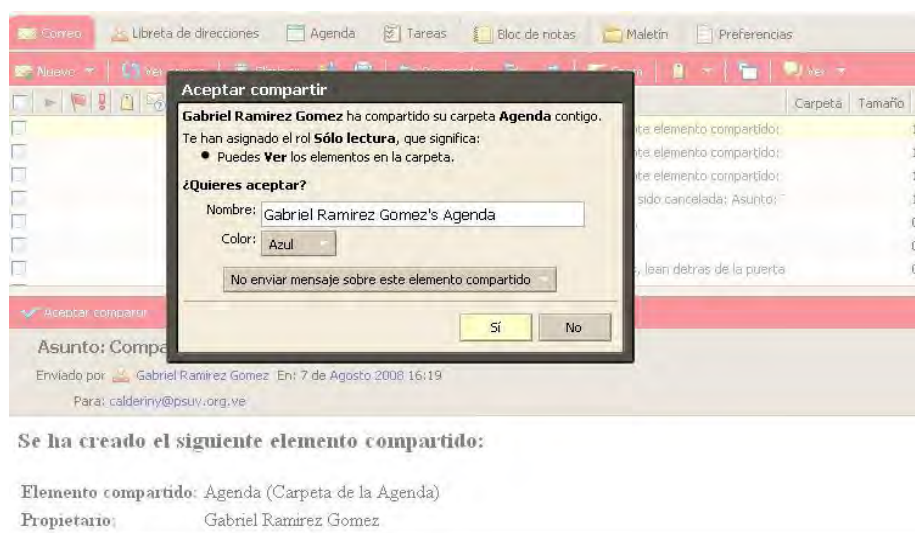 Correo Libreta de direcciones Agenda Tareas Bloc de notas Maletín Preferencias
Nuevo Ver
Carpeta Tamaño
Aceptar compartir
Gabriel Ramirez Gomez ha compartido su carpeta Agenda contigo.
Te han asignado el rol Sólo lectura, que significa:
Puedes Ver los elementos en la carpeta.
¿Quieres aceptar?
Nombre: Gabriel Ramirez Gomez's Agenda
Color: Azul
No enviar mensaje sobre este elemento compartido
Sí No
elemento compartido:
elemento compartido:
elemento compartido:
sido cancelada: Asunto:
lean detras de la puerta
Aceptar compartir
Asunto: Compa
Enviado por Gabriel Ramirez Gomez En: 7 de Agosto 2008 16:19
Para: calderiny@psuv.org.ve
Se ha creado el siguiente elemento compartido:
Elemento compartido: Agenda (Carpeta de la Agenda)
Propietario: Gabriel Ramirez Gomez